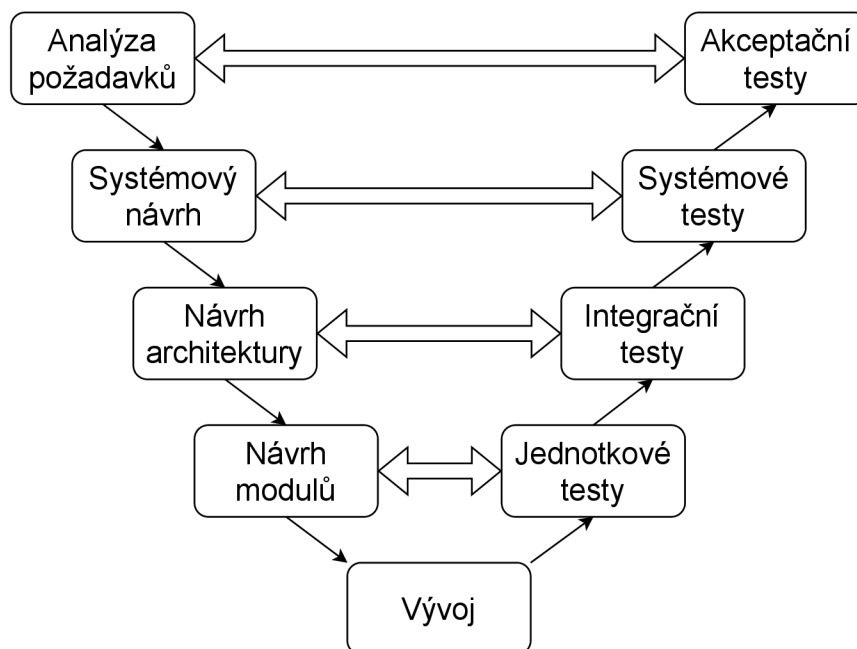 Analýza
požadavků
Akceptační
testy
Systémový
návrh
Systémové
testy
Návrh
architektury
Integrační
testy
Návrh
modulů
Jednotkové
testy
Vývoj